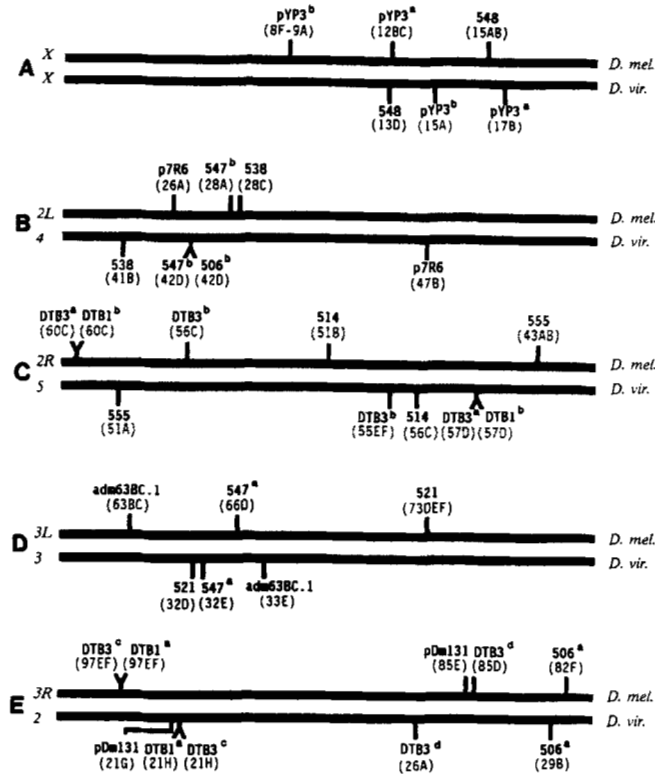 pYP3ᵇ pYP3ᵃ 548
(8F-9A) (12BC) (15AB)
X D. mel.
A
X D. vir.
548 pYP3ᵇ pYP3ᵃ
(13D) (15A) (17B)
p7R6 547ᵇ 538
(26A) (28A) (28C)
2L D. mel.
B
4 D. vir.
538 547ᵇ 506ᵇ p7R6
(41B) (42D) (42D) (47B)
DTB3ᵃ DTB1ᵇ DTB3ᵇ 514 555
(60C) (60C) (56C) (51B) (43AB)
2R D. mel.
C
5 D. vir.
555 DTB3ᵇ 514 DTB3ᵃ DTB1ᵇ
(51A) (55EF) (56C) (57D) (57D)
adm63BC.1 547ᵃ 521
(63BC) (66D) (73DEF)
3L D. mel.
D
3 D. vir.
521 547ᵃ adm63BC.1
(32D) (32E) (33E)
DTB3ᶜ DTB1ᵃ pDm131 DTB3ᵈ 506ᵃ
(97EF) (97EF) (85E) (85D) (82F)
3R D. mel.
E
2 D. vir.
pDm131 DTB1ᵃ DTB3ᶜ DTB3ᵈ 506ᵃ
(21G) (21H) (21H) (26A) (29B)